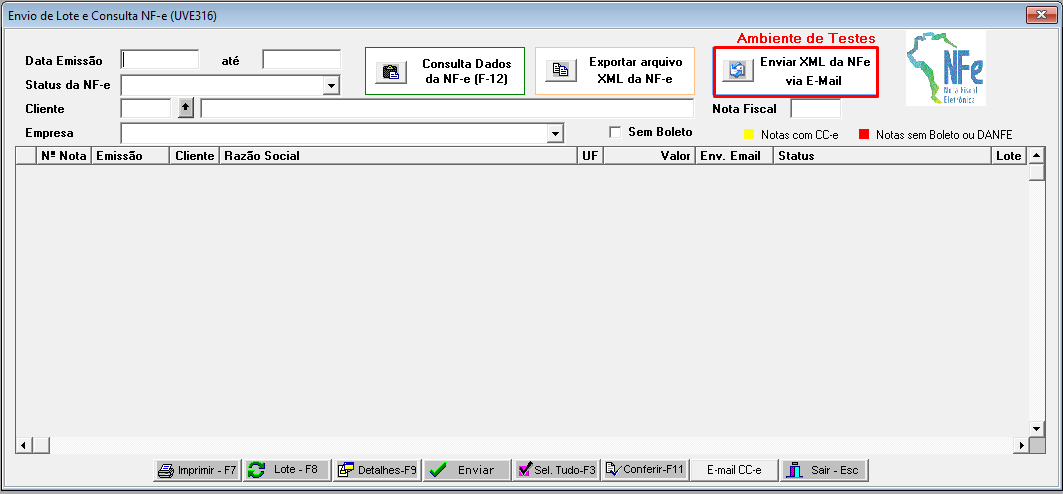 Envio de Lote e Consulta NF-e (UVE316)
Ambiente de Testes
Data Emissão
até
Consulta Dados
da NF-e (F-12)
Exportar arquivo
XML da NF-e
Enviar XML da NFe
via E-Mail
NFe
Nota Fiscal
Eletrônica
Status da NF-e
Cliente
Nota Fiscal
Empresa
Sem Boleto
Notas com CC-e
Notas sem Boleto ou DANFE
Nº Nota Emissão Cliente Razão Social UF Valor Env. Email Status Lote
Imprimir - F7 Lote - F8 Detalhes-F9 Enviar Sel. Tudo-F3 Conferir-F11 E-mail CC-e Sair - Esc